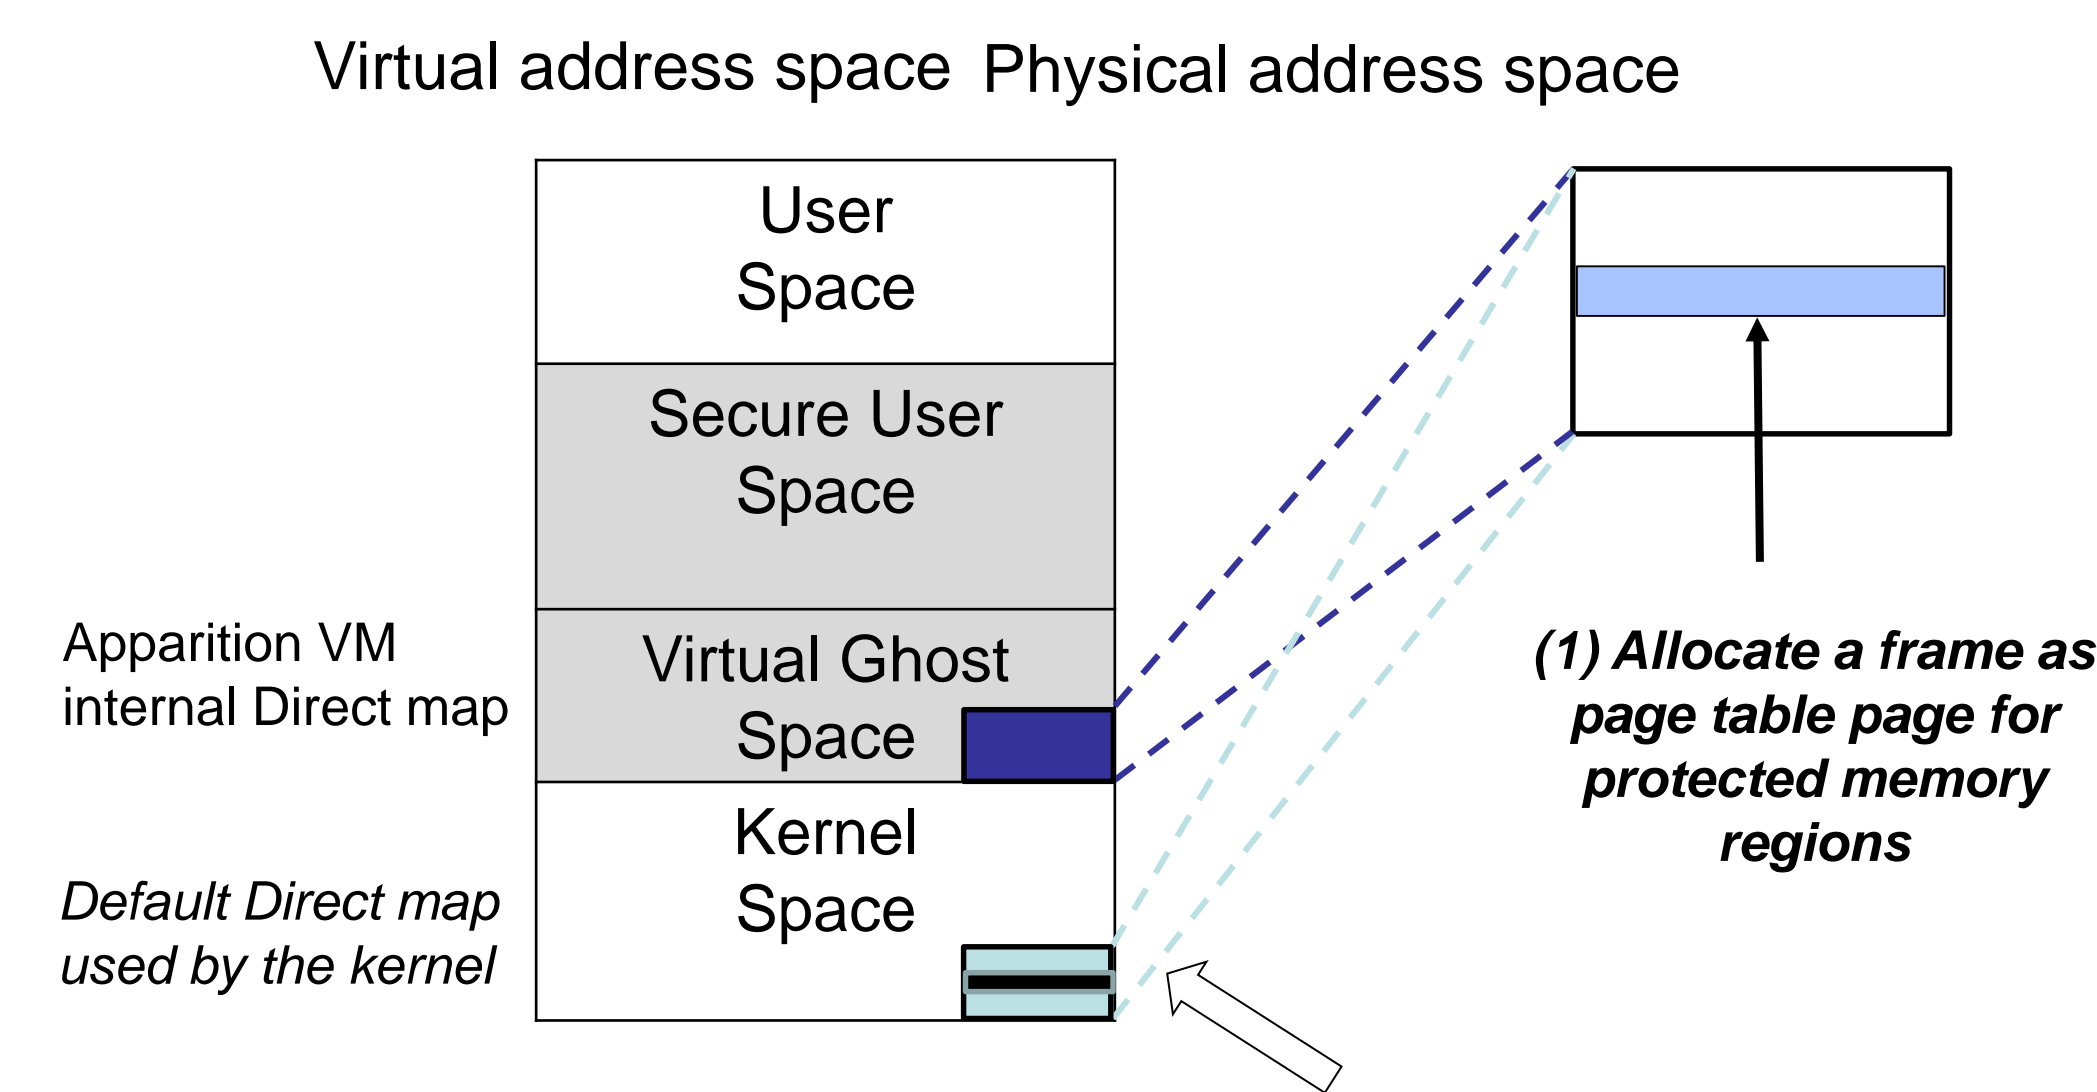 Virtual address space
Physical address space
User
Space
Secure User
Space
Apparition VM
internal Direct map
Virtual Ghost
Space
(1) Allocate a frame as
page table page for
protected memory
regions
Kernel
Space
Default Direct map
used by the kernel